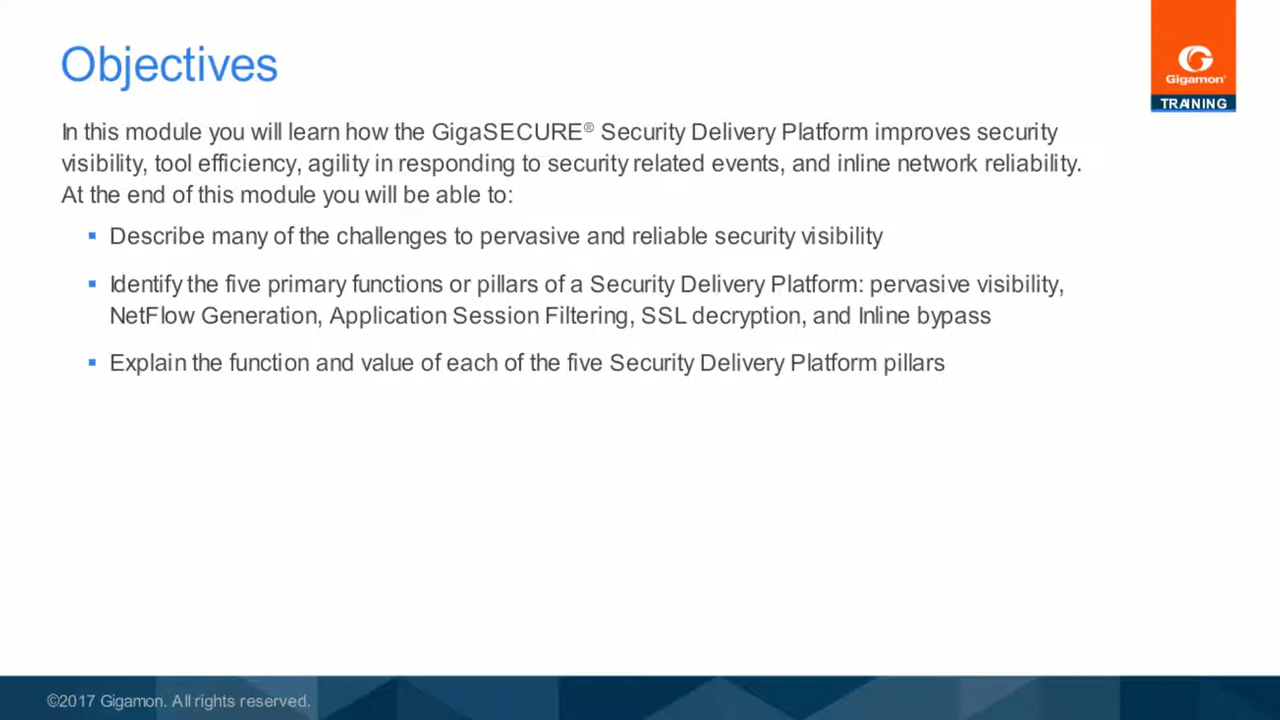 Objectives
Gigamon®
TRAINING
In this module you will learn how the GigaSECURE® Security Delivery Platform improves security
visibility, tool efficiency, agility in responding to security related events, and inline network reliability.
At the end of this module you will be able to:
▪ Describe many of the challenges to pervasive and reliable security visibility
▪ Identify the five primary functions or pillars of a Security Delivery Platform: pervasive visibility,
NetFlow Generation, Application Session Filtering, SSL decryption, and Inline bypass
▪ Explain the function and value of each of the five Security Delivery Platform pillars
©2017 Gigamon. All rights reserved.